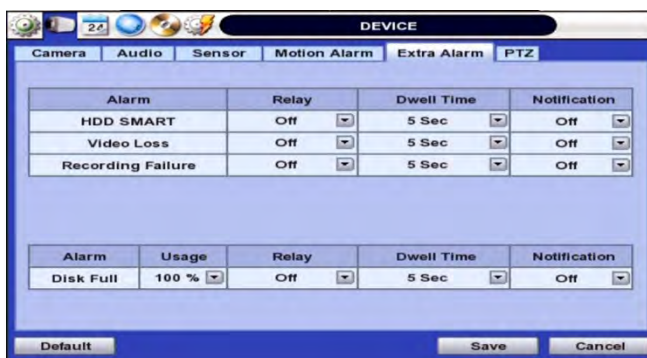 24
DEVICE
Camera Audio Sensor Motion Alarm Extra Alarm PTZ
Alarm Relay Dwell Time Notification
HDD SMART Off 5 Sec Off
Video Loss Off 5 Sec Off
Recording Failure Off 5 Sec Off
Alarm Usage Relay Dwell Time Notification
Disk Full 100 % Off 5 Sec Off
Default Save Cancel